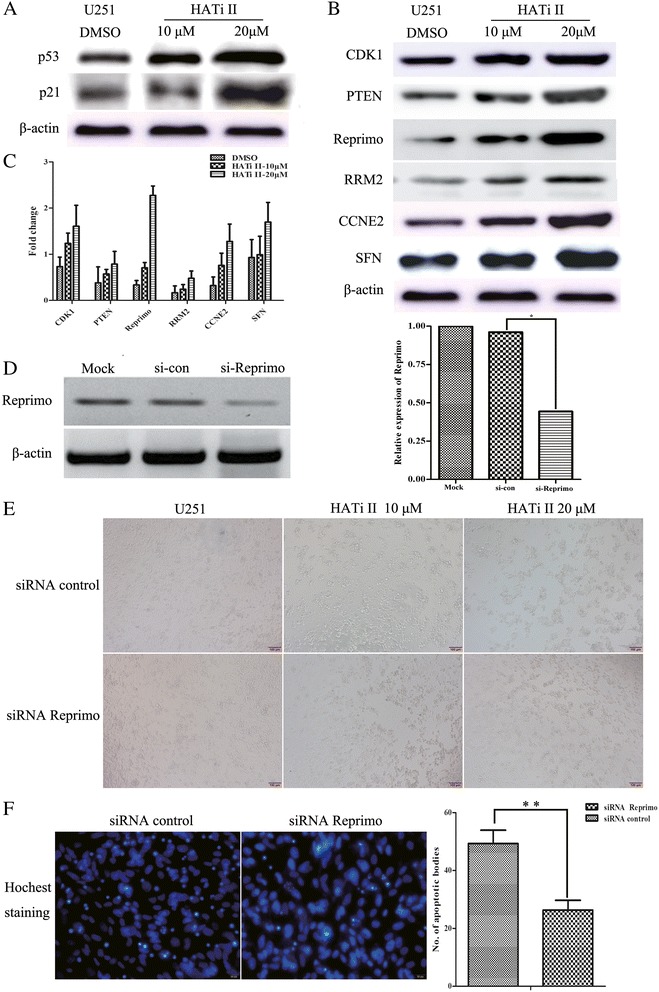 A
U251
HATi II
DMSO
10 μM
20μM
p53
p21
β-actin
B
U251
HATi II
DMSO
10 μM
20μM
CDK1
PTEN
Reprimo
RRM2
CCNE2
SFN
β-actin
C
DMSO
HATi II-10μM
HATi II-20μM
Fold change
3
2
1
0
CDK1
PTEN
Reprimo
RRM2
CCNE2
SFN
D
Mock
si-con
si-Reprimo
Reprimo
β-actin
Relative expression of Reprimo
1.00
0.75
0.50
0.25
0.00
*
Mock
si-con
si-Reprimo
E
U251
HATi II 10 μM
HATi II 20 μM
siRNA control
siRNA Reprimo
F
siRNA control
siRNA Reprimo
Hochest
staining
siRNA Reprimo
siRNA control
No. of apoptotic bodies
60
40
20
0
* *